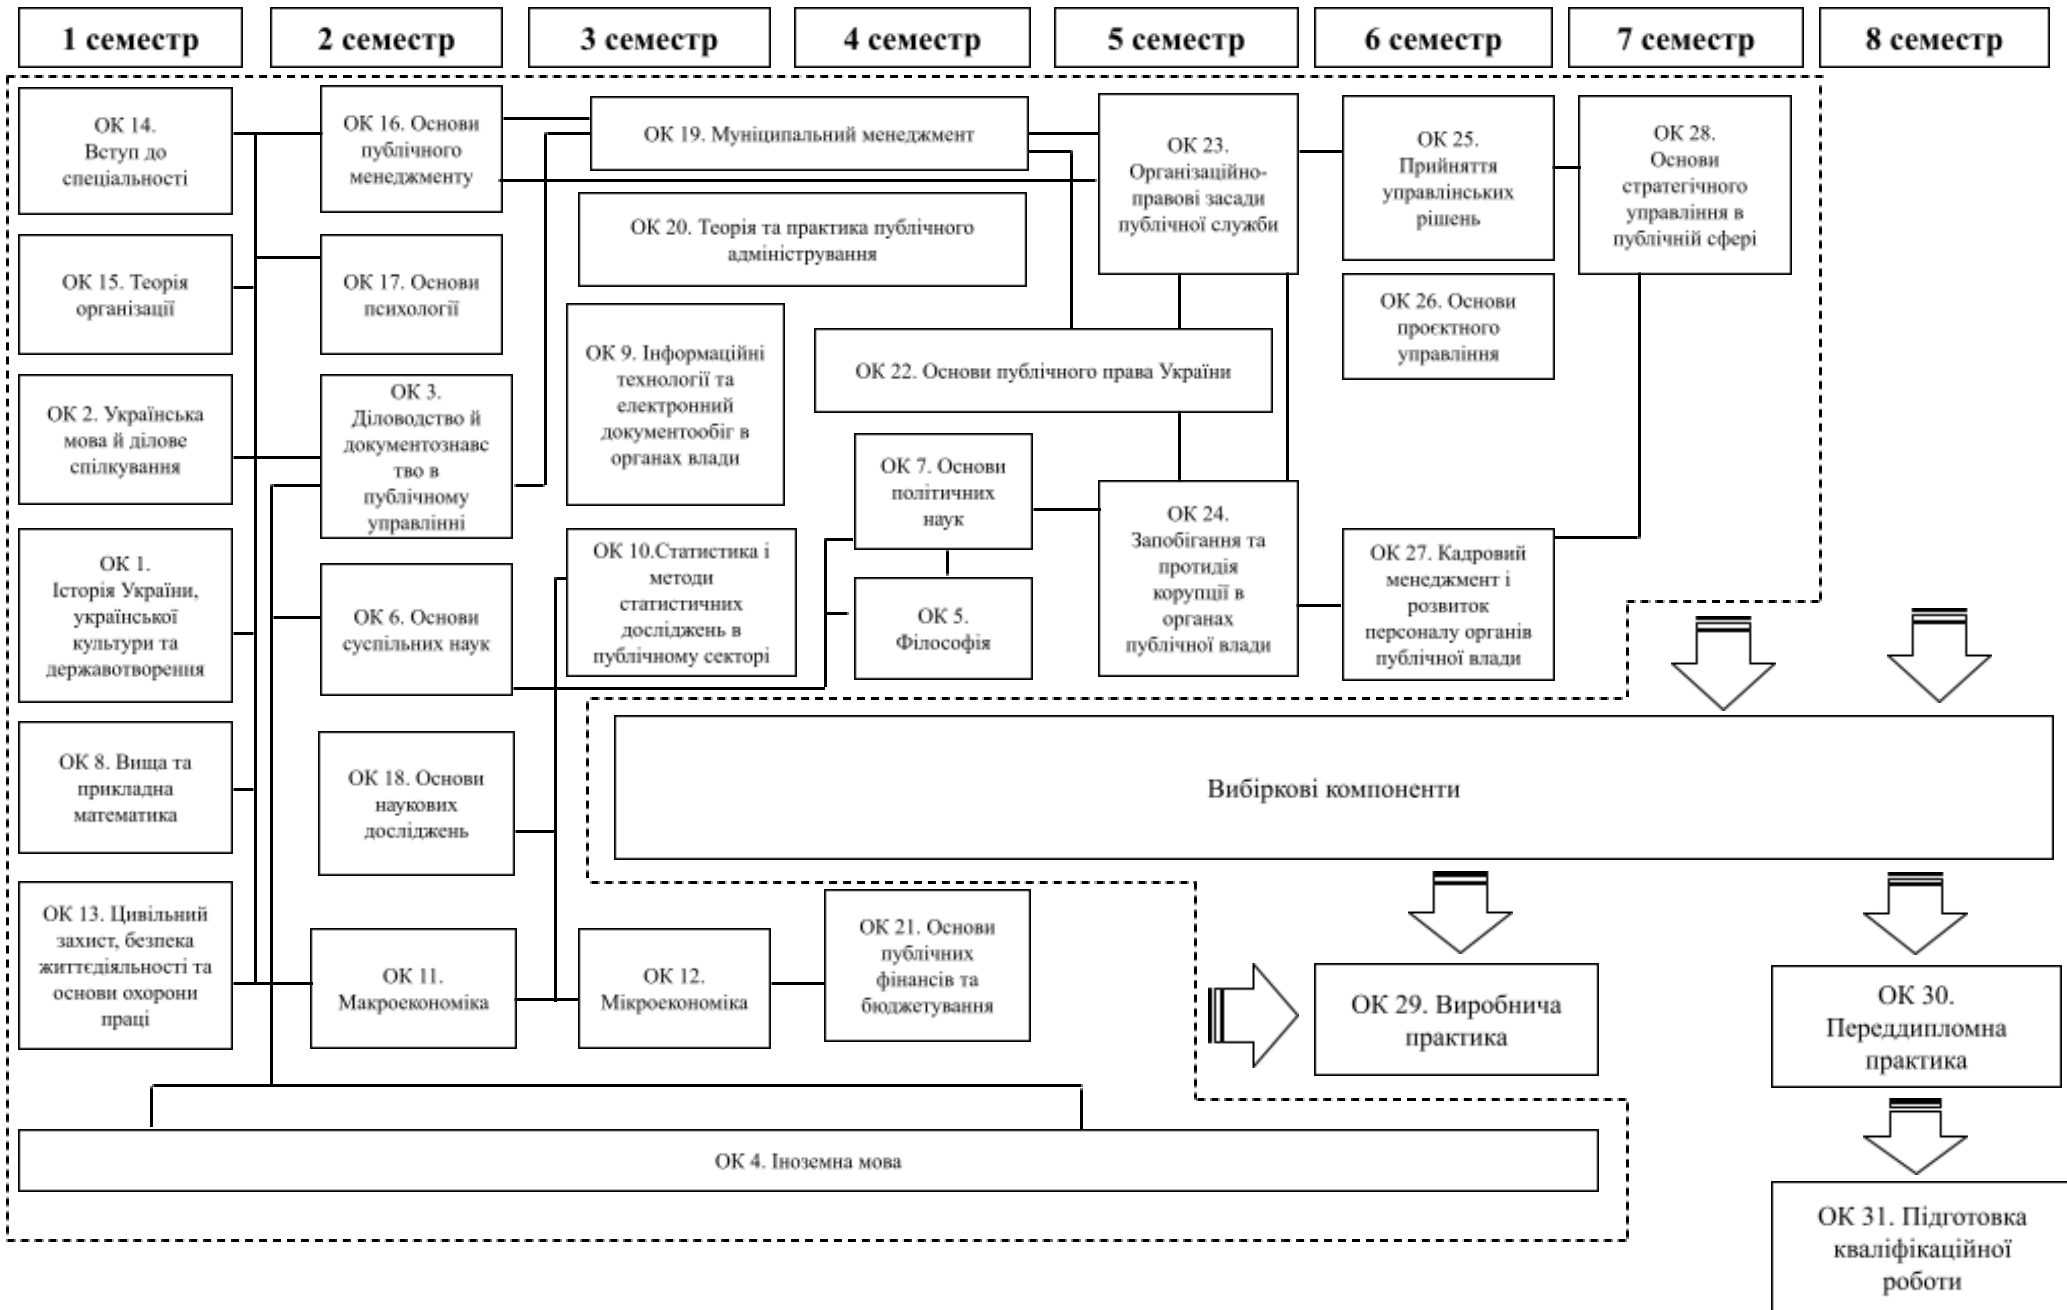 1 семестр
2 семестр
3 семестр
4 семестр
5 семестр
6 семестр
7 семестр
8 семестр
ОК 14.
Вступ до
спеціальності
ОК 15. Теорія
організації
ОК 2. Українська
мова й ділове
спілкування
ОК 1.
Історія України,
української
культури та
державотворення
ОК 8. Вища та
прикладна
математика
ОК 13. Цивільний
захист, безпека
життєдіяльності та
основи охорони
праці
ОК 16. Основи
публічного
менеджменту
ОК 17. Основи
психології
ОК 3.
Діловодство й
документознавс
тво в
публічному
управлінні
ОК 6. Основи
суспільних наук
ОК 18. Основи
наукових
досліджень
ОК 11.
Макроекономіка
ОК 19. Муніципальний менеджмент
ОК 20. Теорія та практика публічного
адміністрування
ОК 9. Інформаційні
технології та
електронний
документообіг в
органах влади
ОК 10.Статистика і
методи
статистичних
досліджень в
публічному секторі
ОК 12.
Мікроекономіка
ОК 22. Основи публічного права України
ОК 7. Основи
політичних
наук
ОК 5.
Філософія
ОК 21. Основи
публічних
фінансів та
бюджетування
ОК 23.
Організаційно-
правові засади
публічної служби
ОК 24.
Запобігання та
протидія
корупції в
органах
публічної влади
ОК 25.
Прийняття
управлінських
рішень
ОК 26. Основи
проєктного
управління
ОК 27. Кадровий
менеджмент і
розвиток
персоналу органів
публічної влади
ОК 28.
Основи
стратегічного
управління в
публічній сфері
Вибіркові компоненти
ОК 29. Виробнича
практика
ОК 30.
Переддипломна
практика
ОК 4. Іноземна мова
ОК 31. Підготовка
кваліфікаційної
роботи